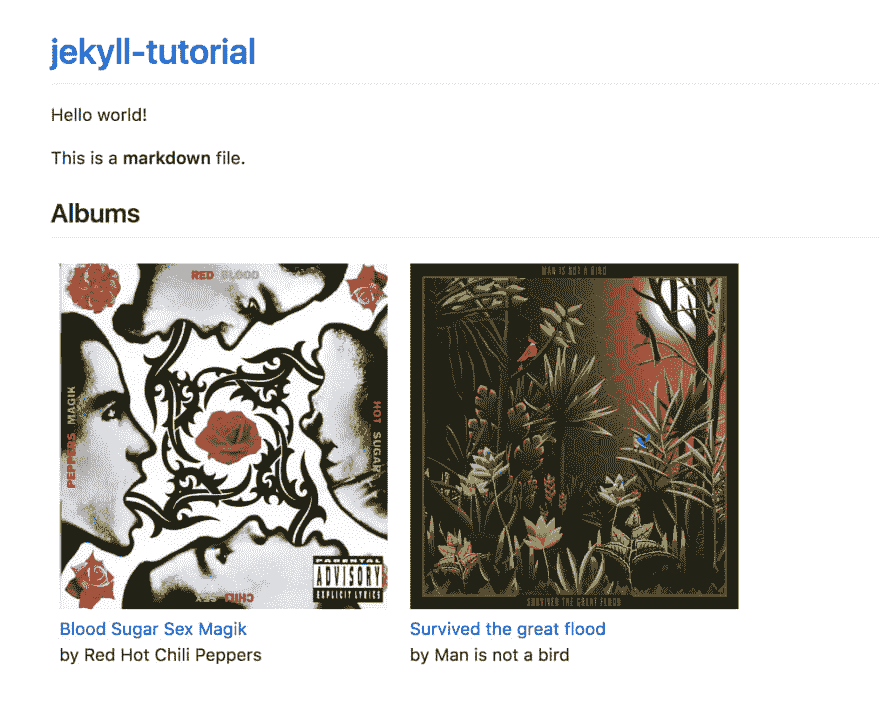 jekyll-tutorial
Hello world!
This is a markdown file.
Albums
RED BLOOD
PEPPERS MAGIK
HOT SUGAR
PARENTAL
ADVISORY
EXPLICIT LYRICS
CHILI SEX
MAN IS NOT A BIRD
SURVIVED THE GREAT FLOOD
Blood Sugar Sex Magik
by Red Hot Chili Peppers
Survived the great flood
by Man is not a bird